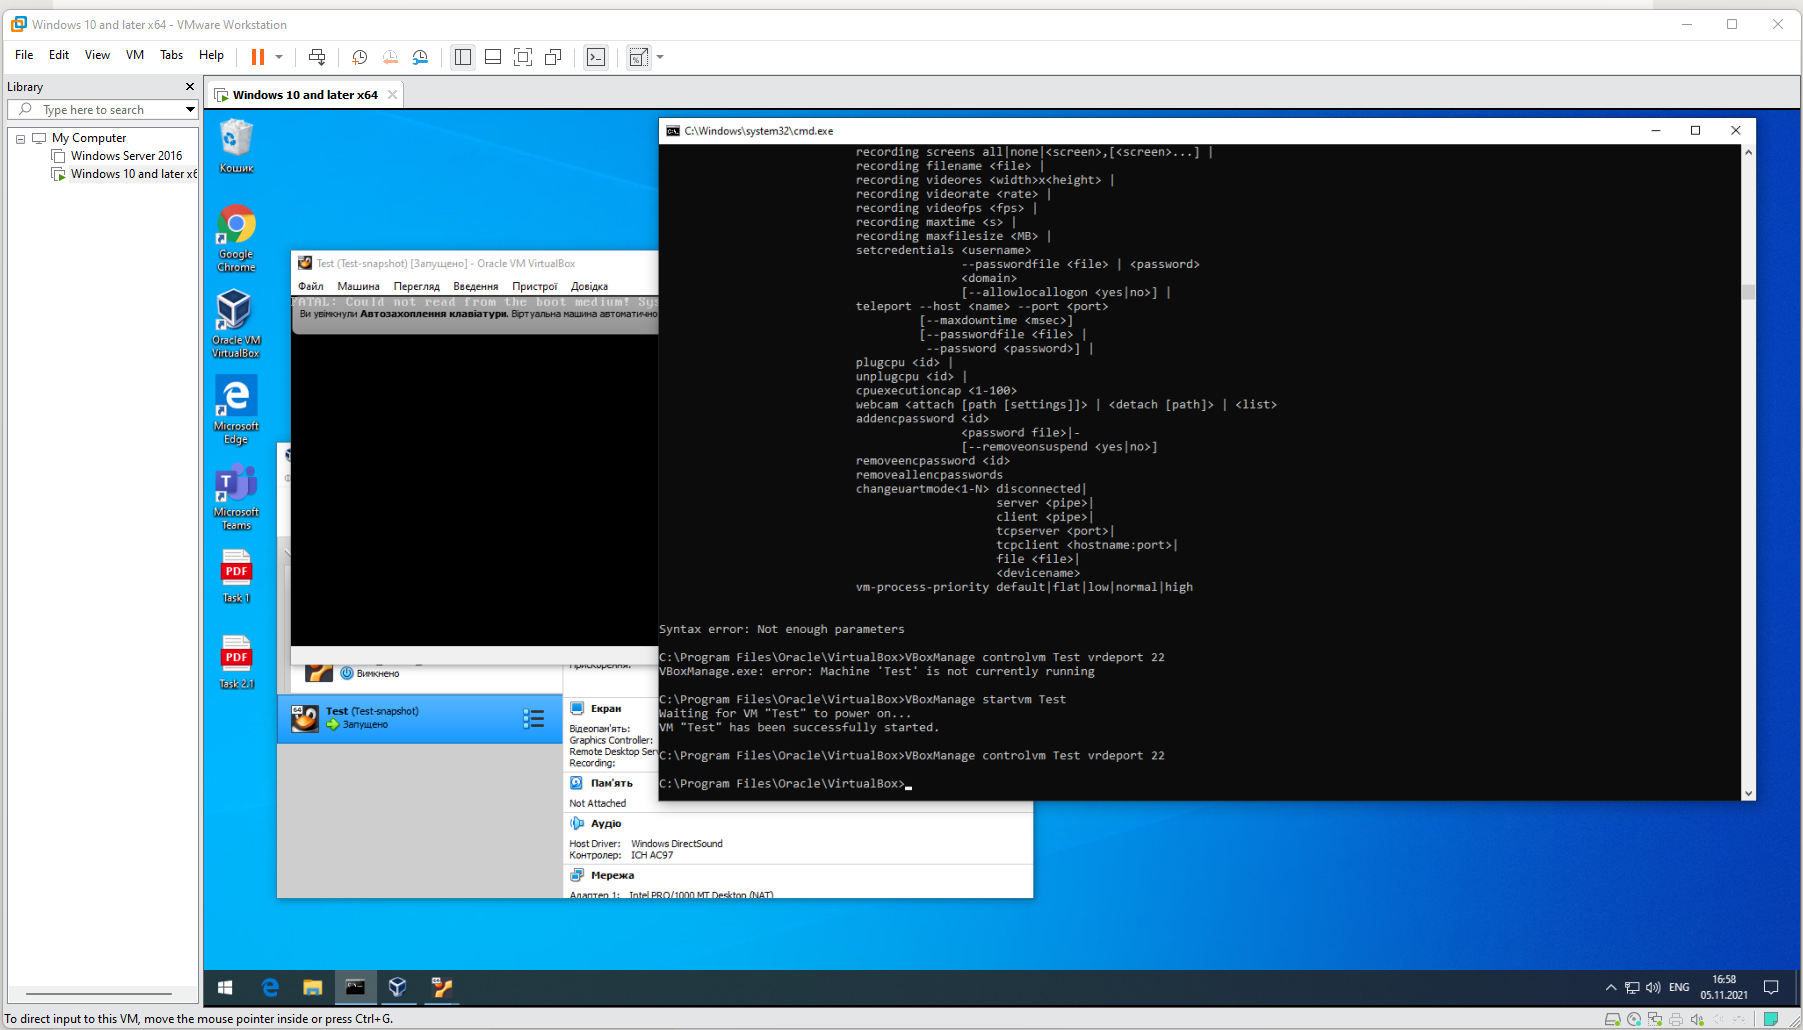 Windows 10 and later x64 - VMware Workstation
File Edit View VM Tabs Help
Library
Type here to search
My Computer
Windows Server 2016
Windows 10 and later x6
Windows 10 and later x64
Кошик
Google
Chrome
Oracle VM
VirtualBox
Microsoft
Edge
Microsoft
Teams
PDF
Task 1
PDF
Task 2.1
Test (Test-snapshot) [Запущено] - Oracle VM VirtualBox
Файл Машина Перегляд Введення Пристрої Довідка
FATAL: Could not read from the boot medium! Sys
Ви увімкнули Автозахоплення клавіатури. Віртуальна машина автоматично
Вимкнено
Прискорення:
64
Test (Test-snapshot)
Запущено
Екран
Відеопам'ять:
Graphics Controller:
Remote Desktop Ser
Recording:
Пам'ять
Not Attached
Аудіо
Host Driver: Windows DirectSound
Контролер: ICH AC97
Мережа
Адаптер 1: Intel PRO/1000 MT Desktop (NAT)
C:\Windows\system32\cmd.exe
recording screens all|none|<screen>,[<screen>...] |
recording filename <file> |
recording videores <width>x<height> |
recording videorate <rate> |
recording videofps <fps> |
recording maxtime <s> |
recording maxfilesize <MB> |
setcredentials <username>
--passwordfile <file> | <password>
<domain>
[--allowlocallogon <yes|no>] |
teleport --host <name> --port <port>
[--maxdowntime <msec>]
[--passwordfile <file> |
--password <password>] |
plugcpu <id> |
unplugcpu <id> |
cpuexecutioncap <1-100>
webcam <attach [path [settings]]> | <detach [path]> | <list>
addencpassword <id>
<password file>|-
[--removeonsuspend <yes|no>]
removeencpassword <id>
removeallencpasswords
changeuartmode<1-N> disconnected|
server <pipe>|
client <pipe>|
tcpserver <port>|
tcpclient <hostname:port>|
file <file>|
<devicename>
vm-process-priority default|flat|low|normal|high
Syntax error: Not enough parameters
C:\Program Files\Oracle\VirtualBox>VBoxManage controlvm Test vrdeport 22
VBoxManage.exe: error: Machine 'Test' is not currently running
C:\Program Files\Oracle\VirtualBox>VBoxManage startvm Test
Waiting for VM "Test" to power on...
VM "Test" has been successfully started.
C:\Program Files\Oracle\VirtualBox>VBoxManage controlvm Test vrdeport 22
C:\Program Files\Oracle\VirtualBox>
ENG
16:58
05.11.2021
To direct input to this VM, move the mouse pointer inside or press Ctrl+G.